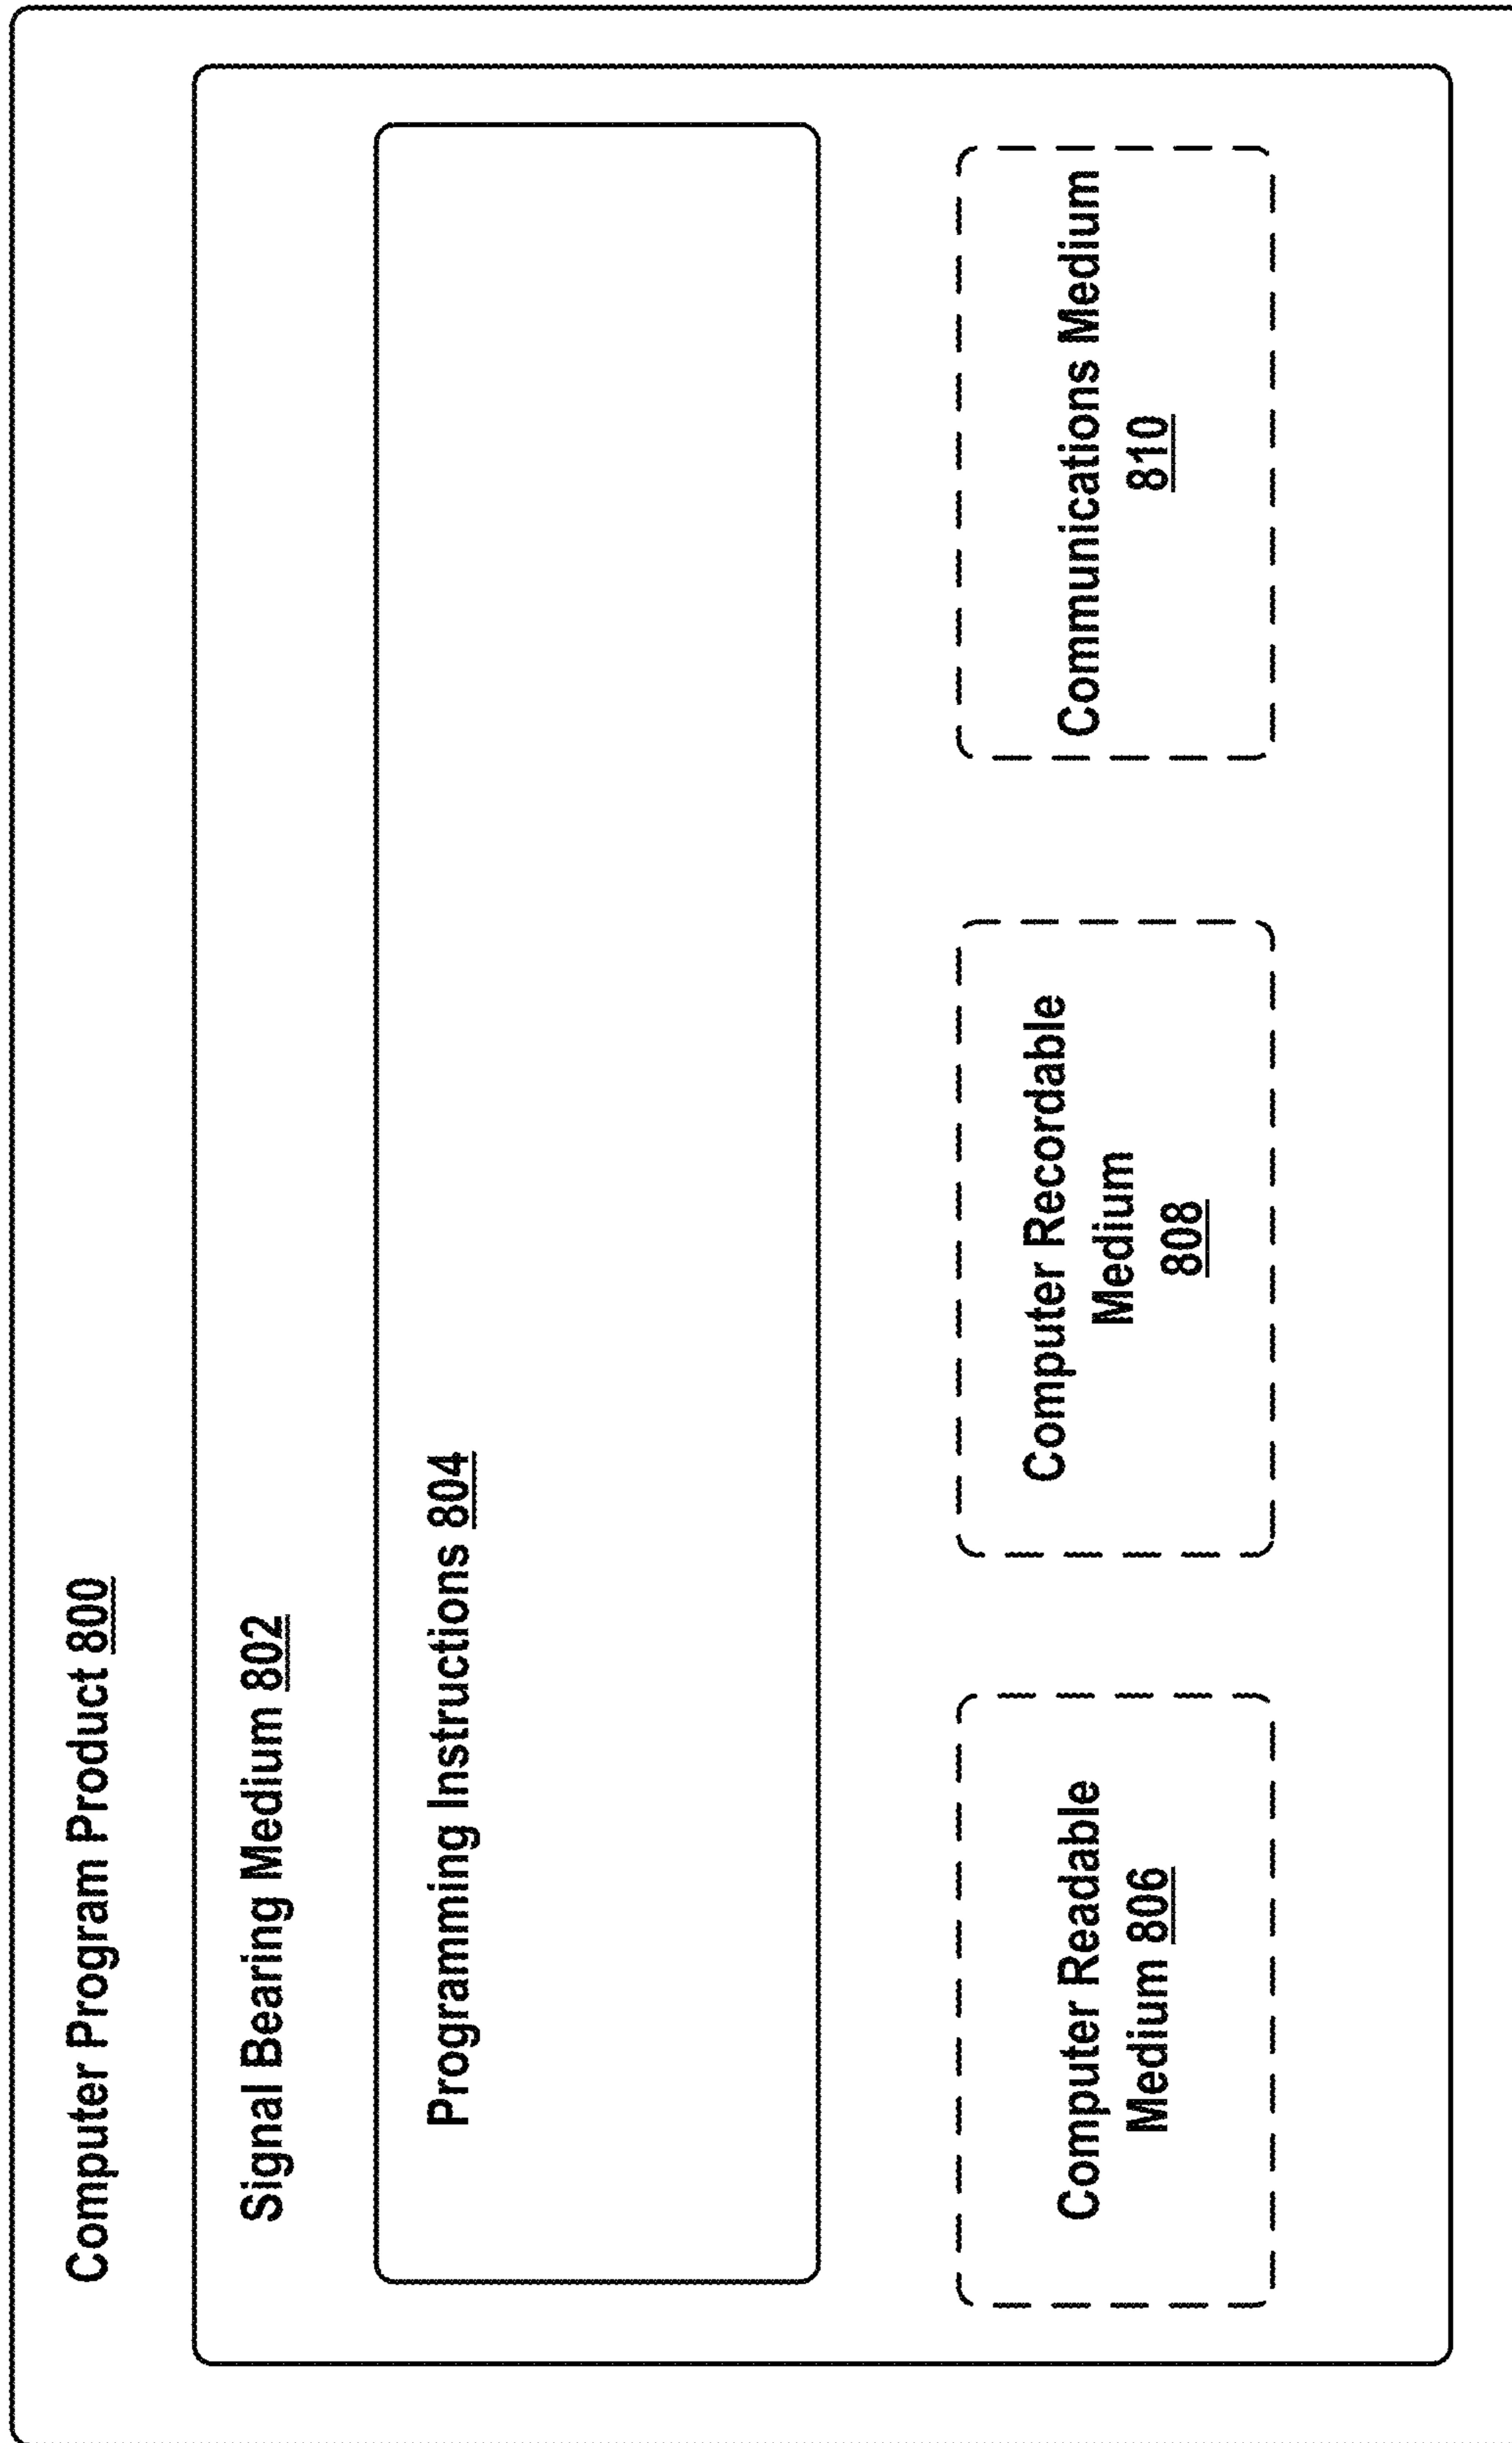 Computer Program Product 800
Signal Bearing Medium 802
Programming Instructions 804
Computer Readable
Medium 806
Computer Recordable
Medium
808
Communications Medium
810